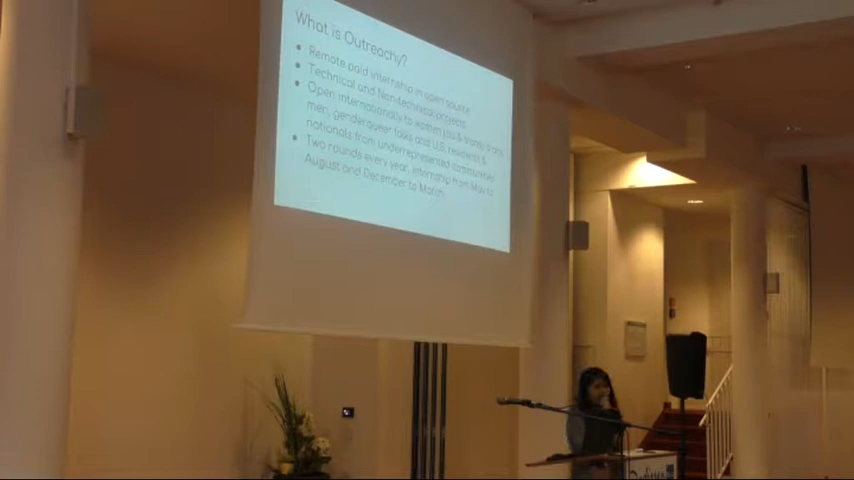 What is Outreachy?
• Remote paid internship in open source
• Technical and Non-technical projects
• Open internationally to women (cis & trans), trans
men, genderqueer folks and U.S. residents &
nationals from underrepresented communities
• Two rounds every year, internship from May to
August and December to March.